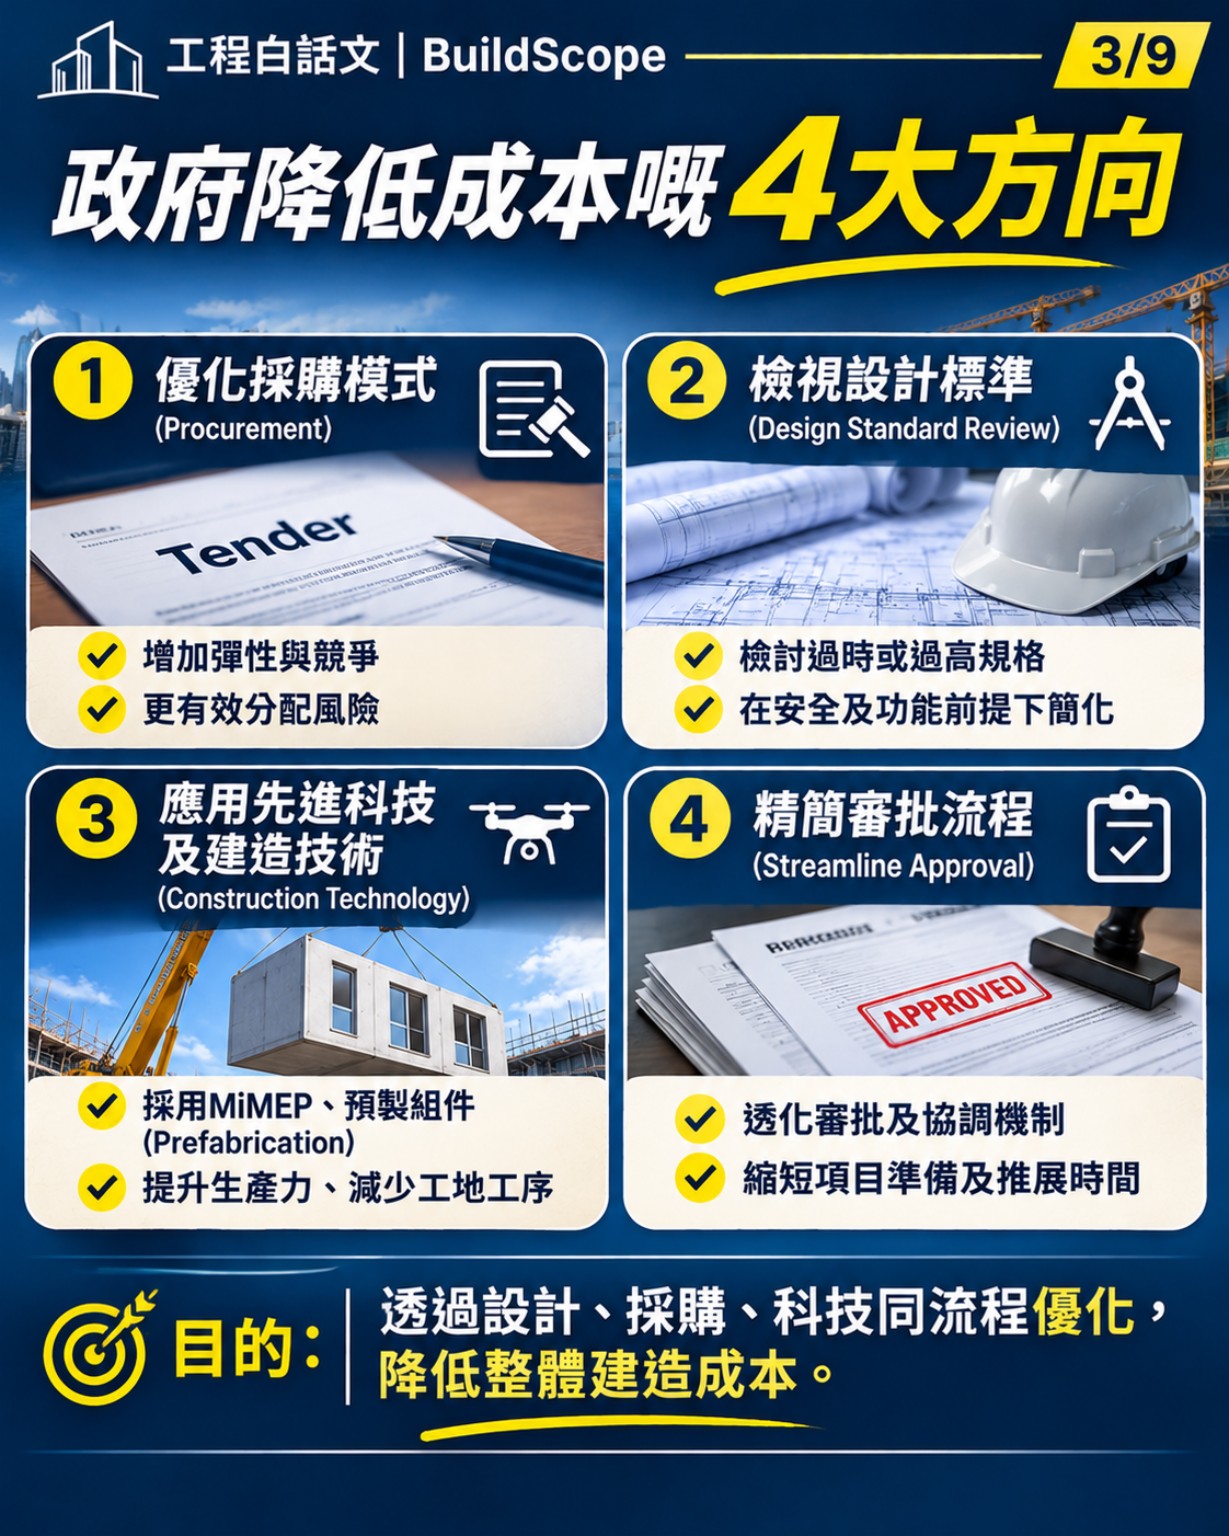 工程白話文 | BuildScope
3/9
政府降低成本嘅4大方向
1 優化採購模式
(Procurement)
Tender
增加彈性與競爭
更有效分配風險
2 檢視設計標準
(Design Standard Review)
檢討過時或過高規格
在安全及功能前提下簡化
3 應用先進科技
及建造技術
(Construction Technology)
採用MiMEP、預製組件
(Prefabrication)
提升生產力、減少工地工序
4 精簡審批流程
(Streamline Approval)
APPROVED
透化審批及協調機制
縮短項目準備及推展時間
目的：
透過設計、採購、科技同流程優化，
降低整體建造成本。